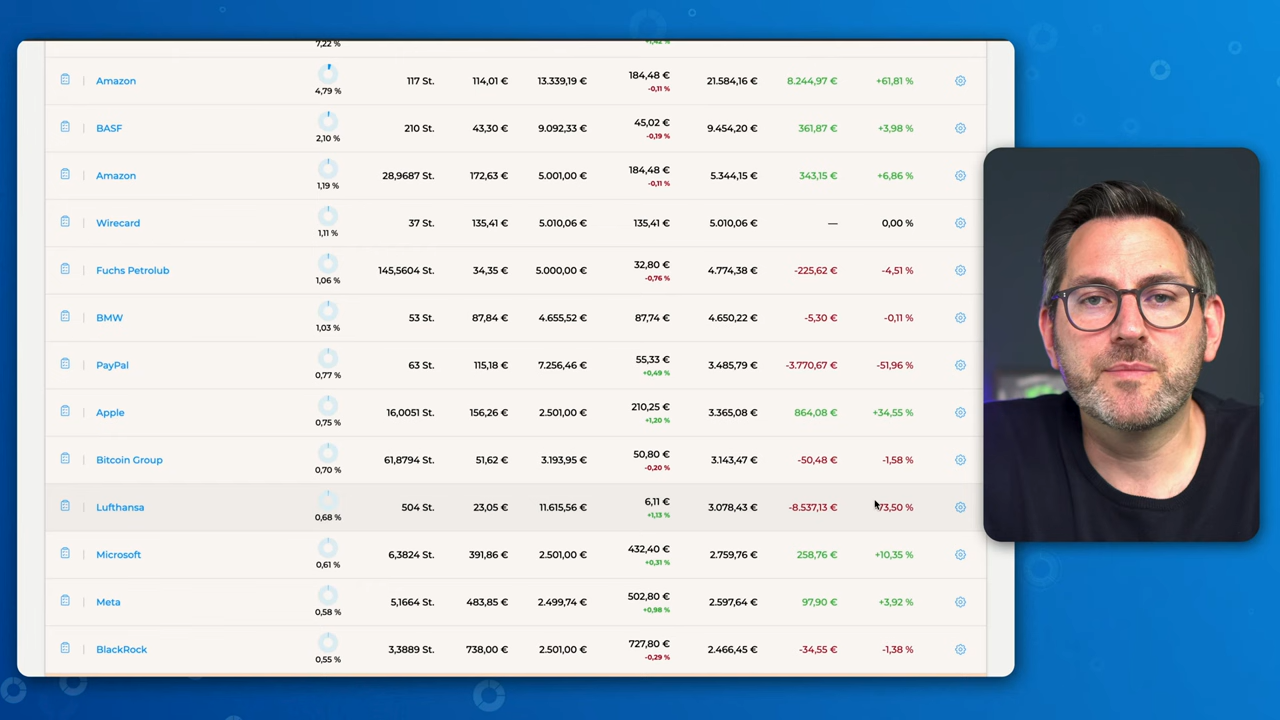 7,22 %
Amazon 4,79 % 117 St. 114,01 € 13.339,19 € 184,48 € -0,11 % 21.584,16 € 8.244,97 € +61,81 %
BASF 2,10 % 210 St. 43,30 € 9.092,33 € 45,02 € -0,19 % 9.454,20 € 361,87 € +3,98 %
Amazon 1,19 % 28,9687 St. 172,63 € 5.001,00 € 184,48 € -0,11 % 5.344,15 € 343,15 € +6,86 %
Wirecard 1,11 % 37 St. 135,41 € 5.010,06 € 135,41 € 5.010,06 € — 0,00 %
Fuchs Petrolub 1,06 % 145,5604 St. 34,35 € 5.000,00 € 32,80 € -0,76 % 4.774,38 € -225,62 € -4,51 %
BMW 1,03 % 53 St. 87,84 € 4.655,52 € 87,74 € 4.650,22 € -5,30 € -0,11 %
PayPal 0,77 % 63 St. 115,18 € 7.256,46 € 55,33 € +0,49 % 3.485,79 € -3.770,67 € -51,96 %
Apple 0,75 % 16,0051 St. 156,26 € 2.501,00 € 210,25 € +1,20 % 3.365,08 € 864,08 € +34,55 %
Bitcoin Group 0,70 % 61,8794 St. 51,62 € 3.193,95 € 50,80 € -0,20 % 3.143,47 € -50,48 € -1,58 %
Lufthansa 0,68 % 504 St. 23,05 € 11.615,56 € 6,11 € +1,13 % 3.078,43 € -8.537,13 € 73,50 %
Microsoft 0,61 % 6,3824 St. 391,86 € 2.501,00 € 432,40 € +0,31 % 2.759,76 € 258,76 € +10,35 %
Meta 0,58 % 5,1664 St. 483,85 € 2.499,74 € 502,80 € +0,98 % 2.597,64 € 97,90 € +3,92 %
BlackRock 0,55 % 3,3889 St. 738,00 € 2.501,00 € 727,80 € -0,29 % 2.466,45 € -34,55 € -1,38 %